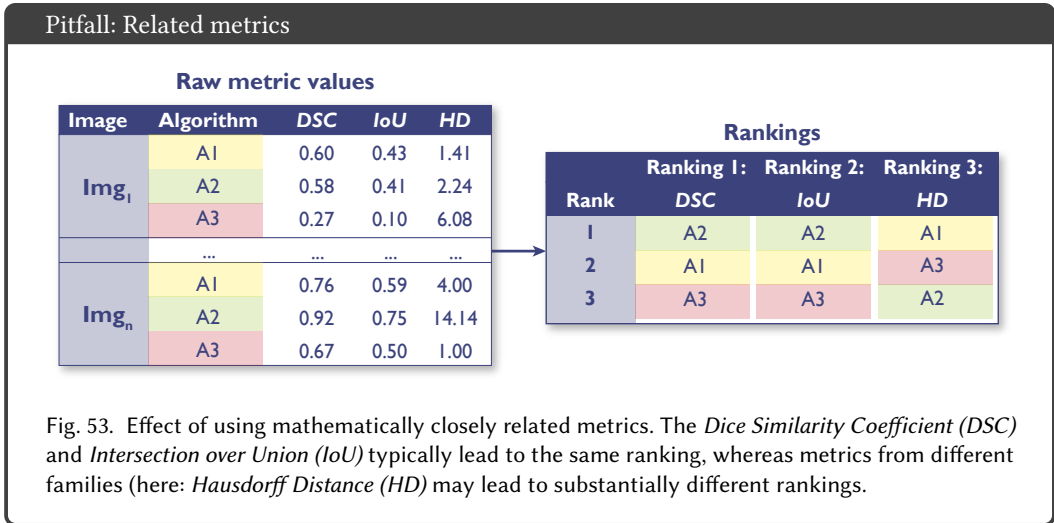 Pitfall: Related metrics
Raw metric values
Image Algorithm DSC IoU HD
A1 0.60 0.43 1.41
Img1 A2 0.58 0.41 2.24
A3 0.27 0.10 6.08
... ... ... ...
A1 0.76 0.59 4.00
Imgn A2 0.92 0.75 14.14
A3 0.67 0.50 1.00
Rankings
Ranking 1: Ranking 2: Ranking 3:
Rank DSC IoU HD
1 A2 A2 A1
2 A1 A1 A3
3 A3 A3 A2
Fig. 53. Effect of using mathematically closely related metrics. The Dice Similarity Coefficient (DSC)
and Intersection over Union (IoU) typically lead to the same ranking, whereas metrics from different
families (here: Hausdorff Distance (HD) may lead to substantially different rankings.